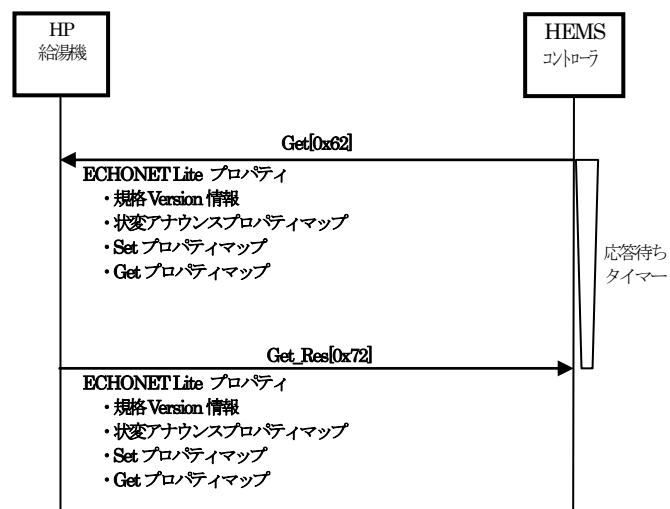 HP
給湯機
HEMS
コントローラ
Get[0x62]
ECHONET Lite プロパティ
・規格 Version 情報
・状変アナウンスプロパティマップ
・Set プロパティマップ
・Get プロパティマップ
応答待ち
タイマー
Get_Res[0x72]
ECHONET Lite プロパティ
・規格 Version 情報
・状変アナウンスプロパティマップ
・Set プロパティマップ
・Get プロパティマップ